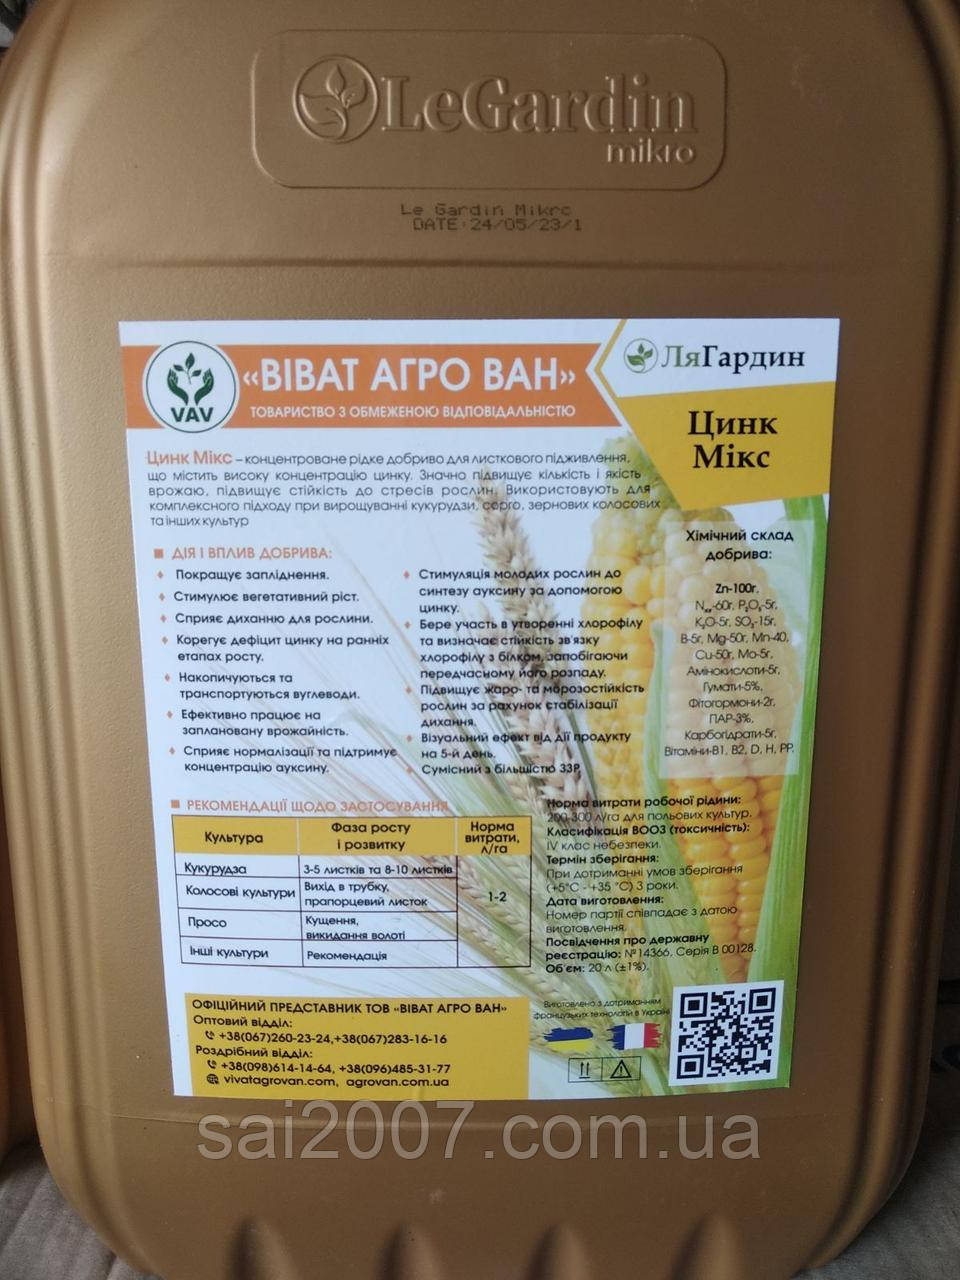 LeGardin
mikro
Le Gardin Mikro
DATE:24/05/23/1
VAV
«ВІВАТ АГРО ВАН»
ТОВАРИСТВО З ОБМЕЖЕНОЮ ВІДПОВІДАЛЬНІСТЮ
ЛяГардин
Цинк
Мікс
Цинк Мікс – концентроване рідке добриво для листкового підживлення,
що містить високу концентрацію цинку. Значно підвищує кількість і якість
врожаю, підвищує стійкість до стресів рослин. Використовують для
комплексного підходу при вирощуванні кукурудзи, сорго, зернових колосових
та інших культур
ДІЯ І ВПЛИВ ДОБРИВА:
Покращує запліднення.
Стимулює вегетативний ріст.
Сприяє диханню для рослини.
Корегує дефіцит цинку на ранніх
етапах росту.
Накопичуються та
транспортуються вуглеводи.
Ефективно працює на
заплановану врожайність.
Сприяє нормалізації та підтримує
концентрацію ауксину.
Стимуляція молодих рослин до
синтезу ауксину за допомогою
цинку.
Бере участь в утворенні хлорофілу
та визначає стійкість зв'язку
хлорофілу з білком, запобігаючи
передчасному його розпаду.
Підвищує жаро- та морозостійкість
рослин за рахунок стабілізації
дихання.
Візуальний ефект від дії продукту
на 5-й день.
Сумісний з більшістю ЗЗР.
Хімічний склад
добрива:
Zn-100г,
-60г, P₂O₅-5г,
K₂O-5г, SO₃-15г,
B-5г, Mg-50г, Mn-40,
Cu-50г, Mo-5г,
Амінокислоти-5г,
Гумати-5%,
Фітогормони-2г,
ПАР-3%,
Карбогідрати-5г,
Вітаміни-B1, B2, D, H, PP.
РЕКОМЕНДАЦІЇ ЩОДО ЗАСТОСУВАННЯ
Культура
Фаза росту
і розвитку
Норма
витрати,
л/га
Кукурудза
3-5 листків та 8-10 листків
Колосові культури
Вихід в трубку,
прапорцевий листок
1-2
Просо
Кущення,
викидання волоті
Інші культури
Рекомендація
Норма витрати робочої рідини:
200-300 л/га для польових культур.
Класифікація ВООЗ (токсичність):
IV клас небезпеки.
Термін зберігання:
При дотриманні умов зберігання
(+5°C - +35 °C) 3 роки.
Дата виготовлення:
Номер партії співпадає з датою
виготовлення.
Посвідчення про державну
реєстрацію: №14366, Серія В 00128.
Об'єм: 20 л (±1%).
ОФІЦІЙНИЙ ПРЕДСТАВНИК ТОВ «ВІВАТ АГРО ВАН»
Оптовий відділ:
+38(067)260-23-24,+38(067)283-16-16
Роздрібний відділ:
+38(098)614-14-64, +38(096)485-31-77
vivatagrovan.com, agrovan.com.ua
Виготовлено з дотриманням
французьких технологій в Україні
sai2007.com.ua